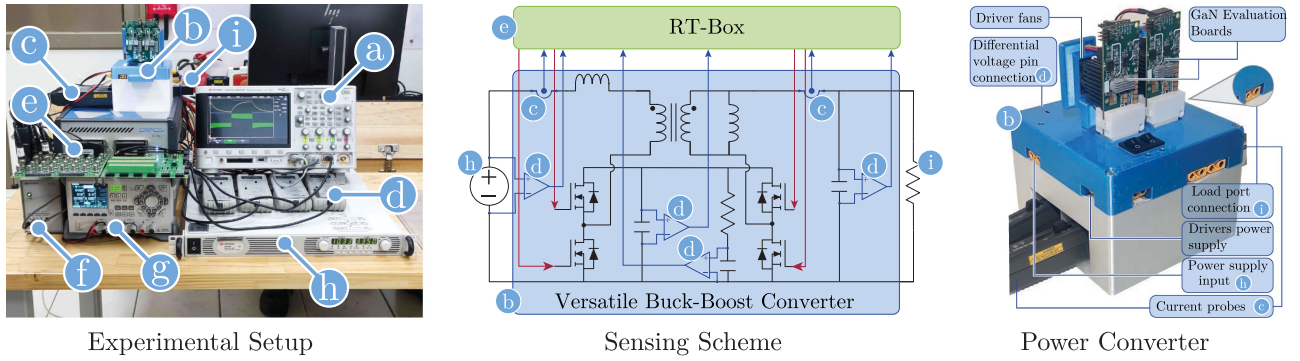 c
b
i
a
e
d
f
g
h
hp
Experimental Setup
e
RT-Box
c
c
h
d
d
d
d
i
b
Versatile Buck-Boost Converter
Sensing Scheme
Driver fans
GaN Evaluation
Boards
Differential
voltage pin
connection d
b
Load port
connection i
Drivers power
supply
Power supply
input h
Current probes c
Power Converter